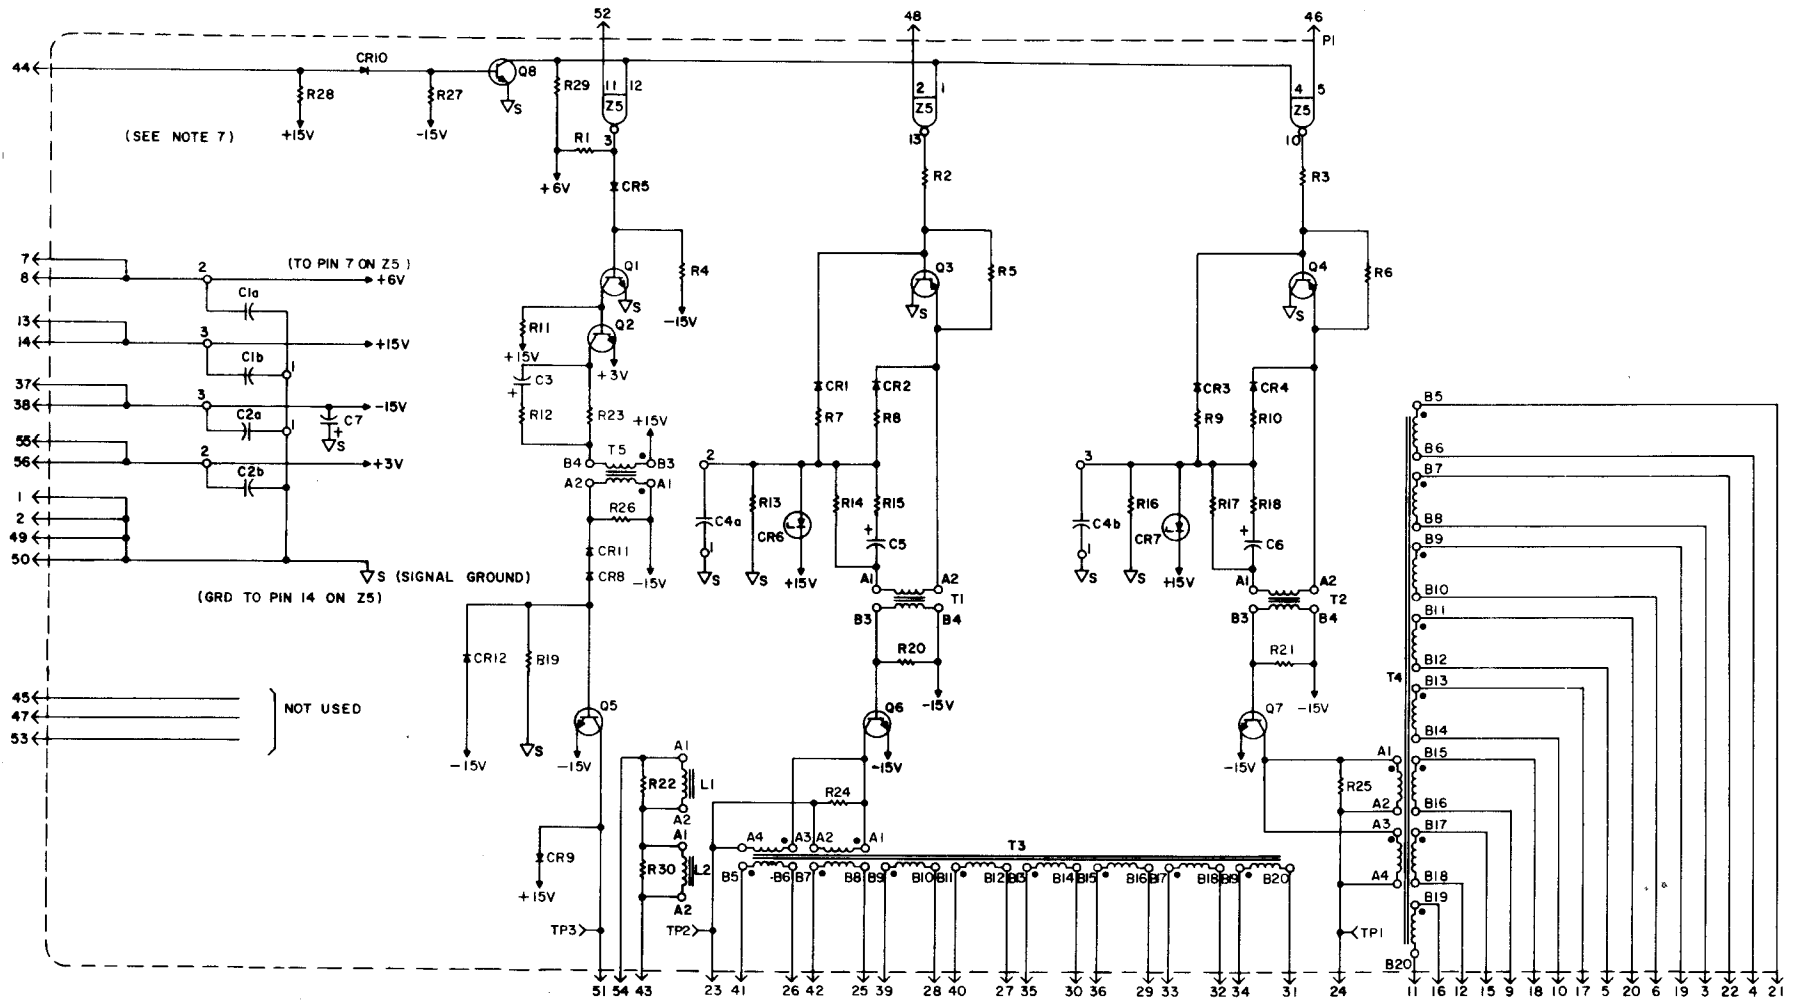 52
48
46
P1
44
CR10
Q8
R28
+15V
R27
-15V
S
R29
11
12
Z5
3
R1
+6V
CR5
2
1
Z5
13
R2
4
5
Z5
10
R3
(SEE NOTE 7)
7
8
2
(TO PIN 7 ON Z5)
+6V
C1a
13
14
3
+15V
C1b
1
37
38
3
-15V
C2a
1
C7
+
S
55
56
2
+3V
C2b
1
2
49
50
S (SIGNAL GROUND)
(GRD TO PIN 14 ON Z5)
Q1
S
R4
-15V
R11
+15V
Q2
+3V
C3
+
R12
R23
+15V
T5
B4
B3
A2
A1
R26
CR11
CR8
-15V
Q3
S
R5
CR1
CR2
R7
R8
2
C4a
1
S
R13
S
CR6
+15V
R14
R15
+
C5
A1
A2
T1
B3
B4
R20
-15V
Q4
S
R6
CR3
CR4
R9
R10
3
C4b
1
S
R16
S
CR7
+15V
R17
R18
+
C6
A1
A2
T2
B3
B4
R21
-15V
CR12
-15V
R19
S
Q5
-15V
45
47
53
NOT USED
Q6
-15V
Q7
-15V
CR9
+15V
TP3
A1
R22
L1
A2
A1
R30
L2
A2
TP2
R24
A4
A3
A2
A1
T3
B5
B6
B7
B8
B9
B10
B11
B12
B13
B14
B15
B16
B17
B18
B19
B20
R25
A1
A2
A3
A4
TP1
T4
B5
B6
B7
B8
B9
B10
B11
B12
B13
B14
B15
B16
B17
B18
B19
B20
51
54
43
23
41
26
42
25
39
28
40
27
35
30
36
29
33
32
34
31
24
11
16
12
15
9
18
10
17
5
20
6
19
3
22
4
21